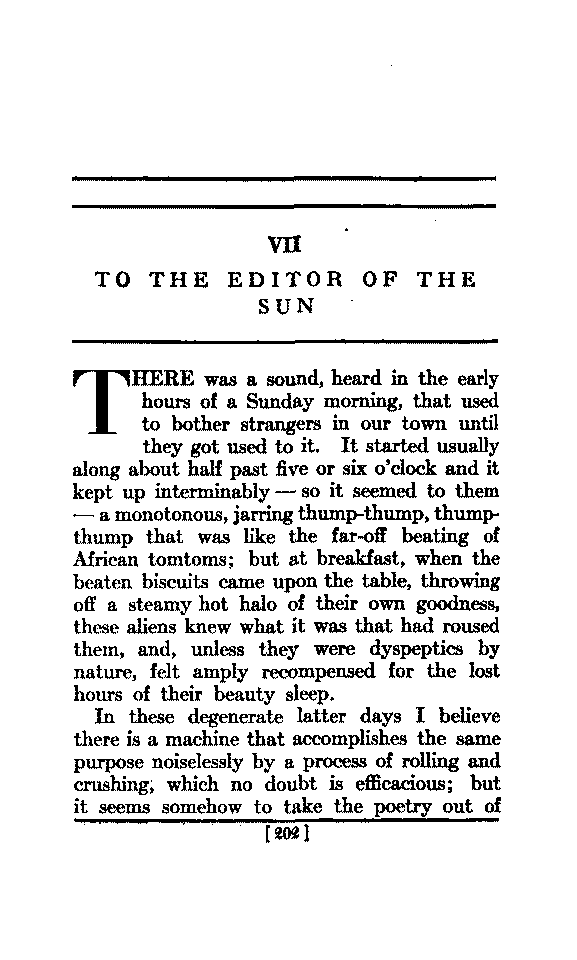 VII
TO THE EDITOR OF THE
SUN
THERE was a sound, heard in the early
hours of a Sunday morning, that used
to bother strangers in our town until
they got used to it. It started usually
along about half past five or six o'clock and it
kept up interminably — so it seemed to them
— a monotonous, jarring thump-thump, thump-
thump that was like the far-off beating of
African tomtoms; but at breakfast, when the
beaten biscuits came upon the table, throwing
off a steamy hot halo of their own goodness,
these aliens knew what it was that had roused
them, and, unless they were dyspeptics by
nature, felt amply recompensed for the lost
hours of their beauty sleep.
In these degenerate latter days I believe
there is a machine that accomplishes the same
purpose noiselessly by a process of rolling and
crushing, which no doubt is efficacious; but
it seems somehow to take the poetry out of
[202]